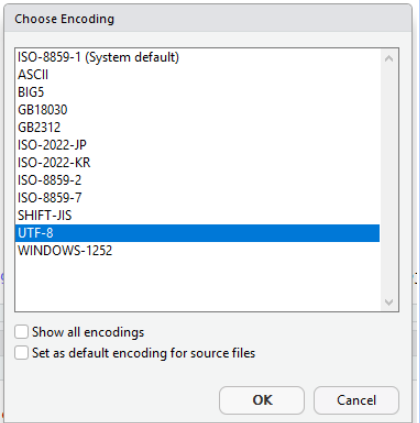 Choose Encoding
ISO-8859-1 (System default)
ASCII
BIG5
GB18030
GB2312
ISO-2022-JP
ISO-2022-KR
ISO-8859-2
ISO-8859-7
SHIFT-JIS
UTF-8
WINDOWS-1252
Show all encodings
Set as default encoding for source files
OK Cancel